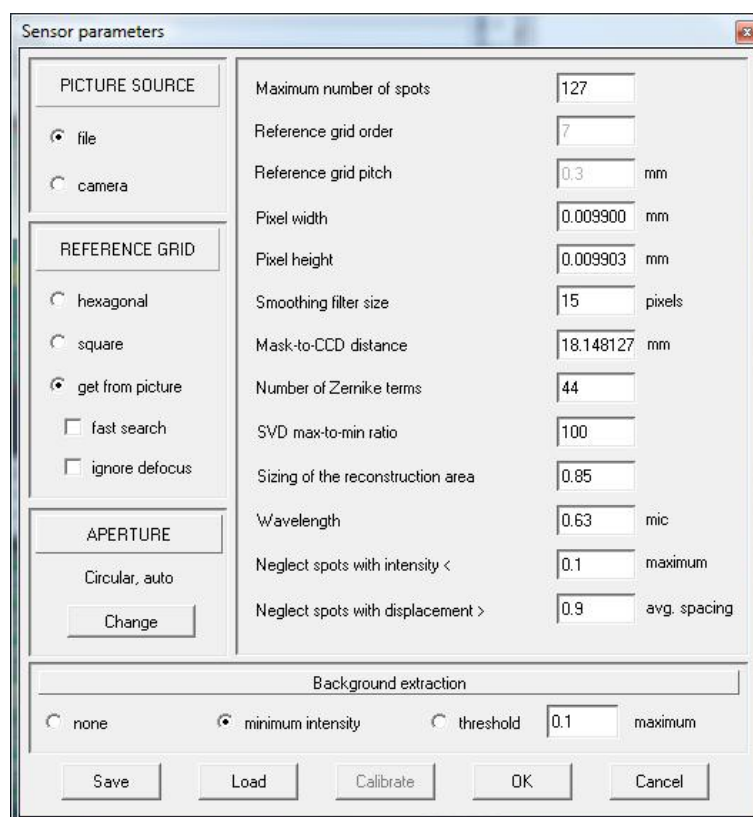 Sensor parameters
PICTURE SOURCE
file
camera
REFERENCE GRID
hexagonal
square
get from picture
fast search
ignore defocus
APERTURE
Circular, auto
Change
Maximum number of spots 127
Reference grid order 7
Reference grid pitch 0.3 mm
Pixel width 0.009900 mm
Pixel height 0.009903 mm
Smoothing filter size 15 pixels
Mask-to-CCD distance 18.148127 mm
Number of Zernike terms 44
SVD max-to-min ratio 100
Sizing of the reconstruction area 0.85
Wavelength 0.63 mic
Neglect spots with intensity < 0.1 maximum
Neglect spots with displacement > 0.9 avg. spacing
Background extraction
none minimum intensity threshold 0.1 maximum
Save Load Calibrate OK Cancel